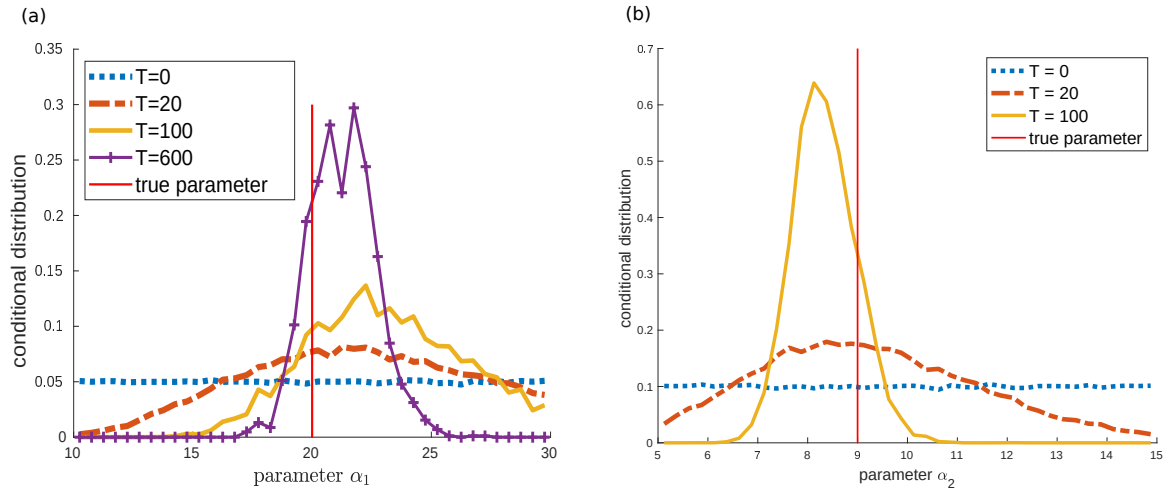 (a)
0.35
0.3
0.25
0.2
0.15
0.1
0.05
0
10
15
20
25
30
conditional distribution
parameter α1
T=0
T=20
T=100
T=600
true parameter
(b)
0.7
0.6
0.5
0.4
0.3
0.2
0.1
0
5
6
7
8
9
10
11
12
13
14
15
conditional distribution
parameter α2
T = 0
T = 20
T = 100
true parameter